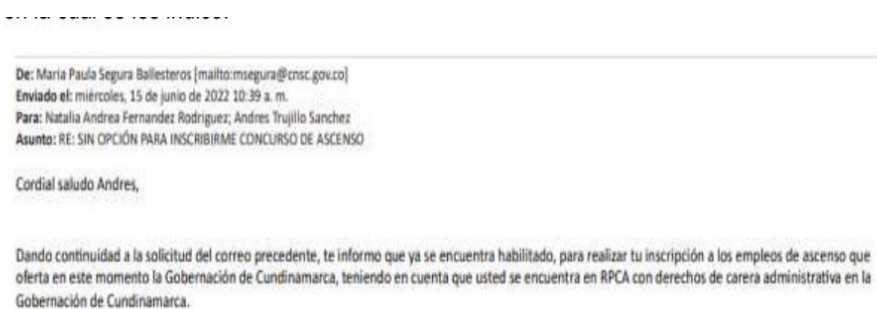 De: Maria Paula Segura Ballesteros [mailto:msegura@cnsc.gov.co]
Enviado el: miércoles, 15 de junio de 2022 10:39 a. m.
Para: Natalia Andrea Fernandez Rodriguez; Andres Trujillo Sanchez
Asunto: RE: SIN OPCIÓN PARA INSCRIBIRME CONCURSO DE ASCENSO
Cordial saludo Andres,
Dando continuidad a la solicitud del correo precedente, te informo que ya se encuentra habilitado, para realizar tu inscripción a los empleos de ascenso que
oferta en este momento la Gobernación de Cundinamarca, teniendo en cuenta que usted se encuentra en RPCA con derechos de carera administrativa en la
Gobernación de Cundinamarca.